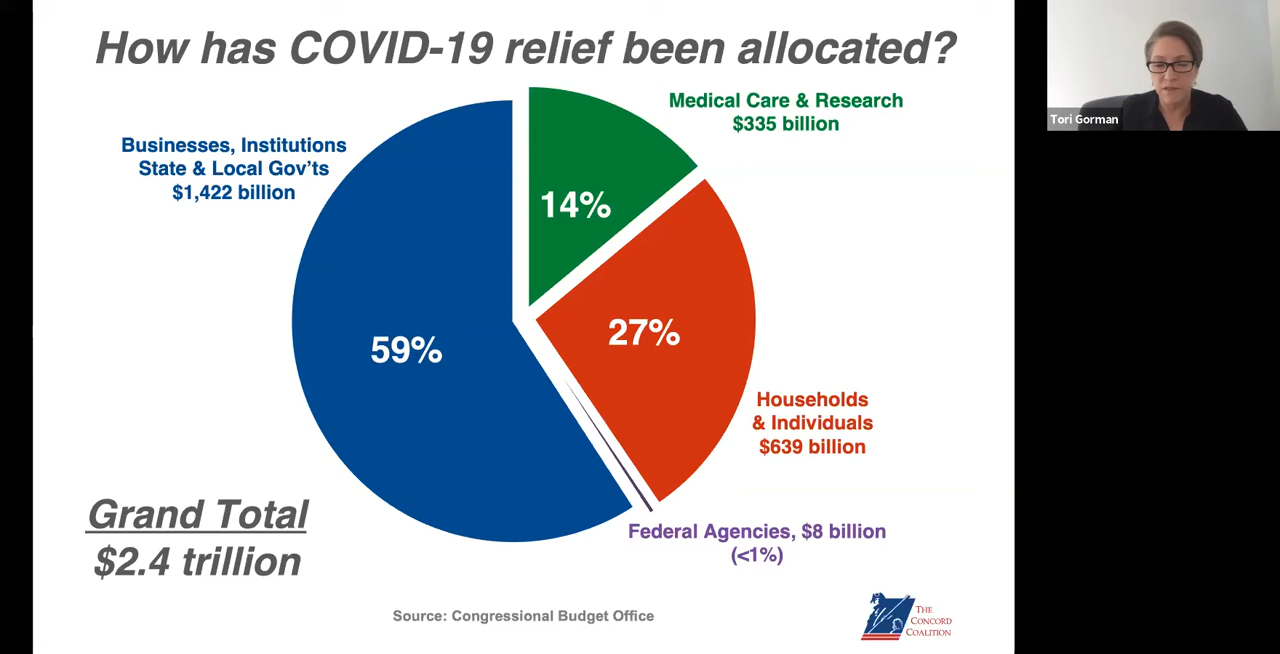 How has COVID-19 relief been allocated?
Medical Care & Research
$335 billion
Businesses, Institutions
State & Local Gov'ts
$1,422 billion
14%
27%
59%
Households
& Individuals
$639 billion
Grand Total
$2.4 trillion
Federal Agencies, $8 billion
(<1%)
Source: Congressional Budget Office
THE
CONCORD
COALITION
Tori Gorman